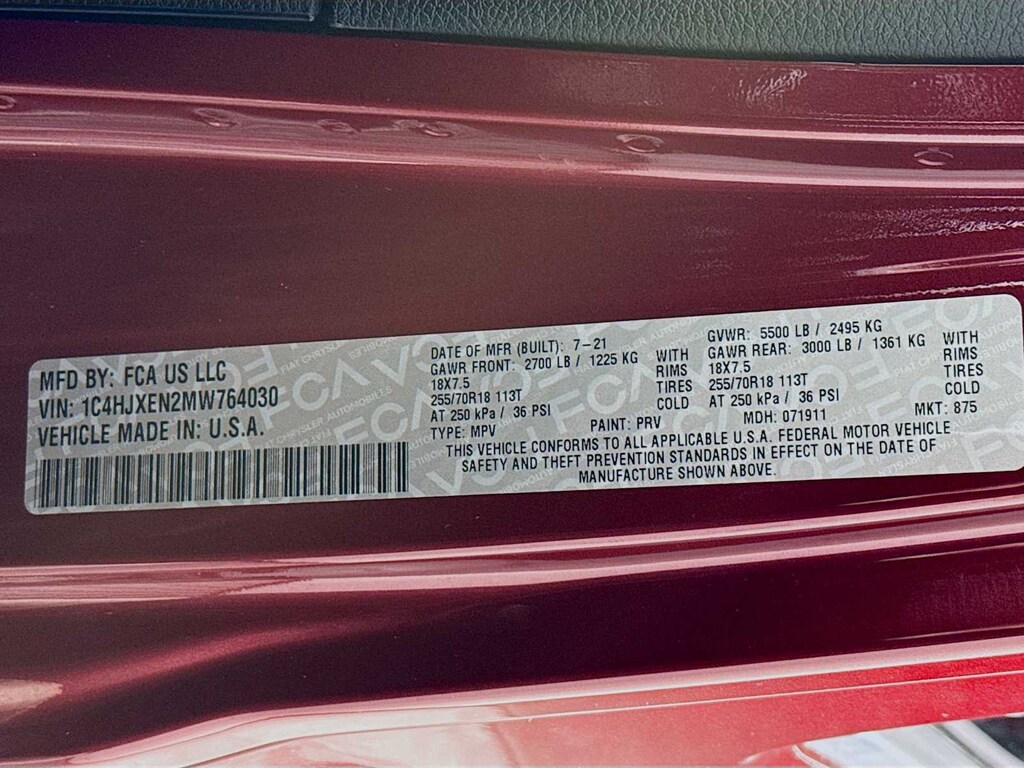 MFD BY: FCA US LLC
VIN: 1C4HJXEN2MW764030
VEHICLE MADE IN: U.S.A.
DATE OF MFR (BUILT): 7-21
GAWR FRONT: 2700 LB / 1225 KG WITH
18X7.5 RIMS
255/70R18 113T TIRES
AT 250 kPa / 36 PSI COLD
TYPE: MPV PAINT: PRV
GVWR: 5500 LB / 2495 KG
GAWR REAR: 3000 LB / 1361 KG WITH
18X7.5 RIMS
255/70R18 113T TIRES
AT 250 kPa / 36 PSI COLD
MDH: 071911 MKT: 875
THIS VEHICLE CONFORMS TO ALL APPLICABLE U.S.A. FEDERAL MOTOR VEHICLE
SAFETY AND THEFT PREVENTION STANDARDS IN EFFECT ON THE DATE OF
MANUFACTURE SHOWN ABOVE.